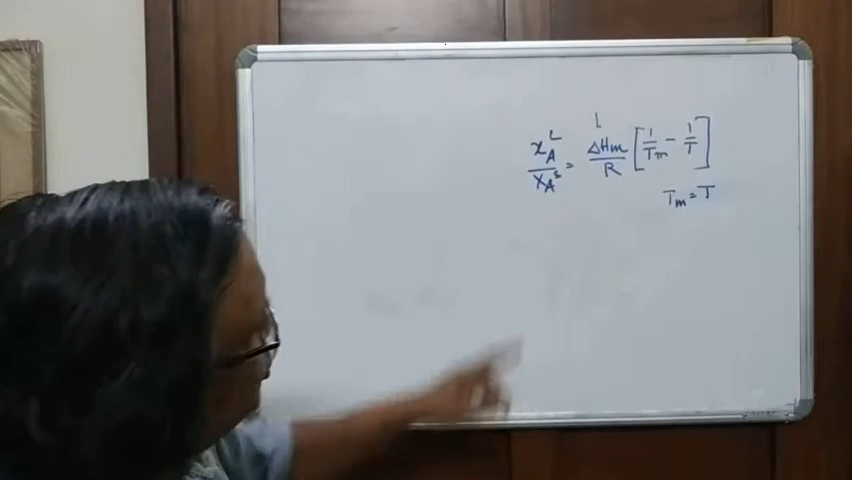 x_A^L / x_A^s = ΔHm / R [ 1/Tm - 1/T ]
Tm = T